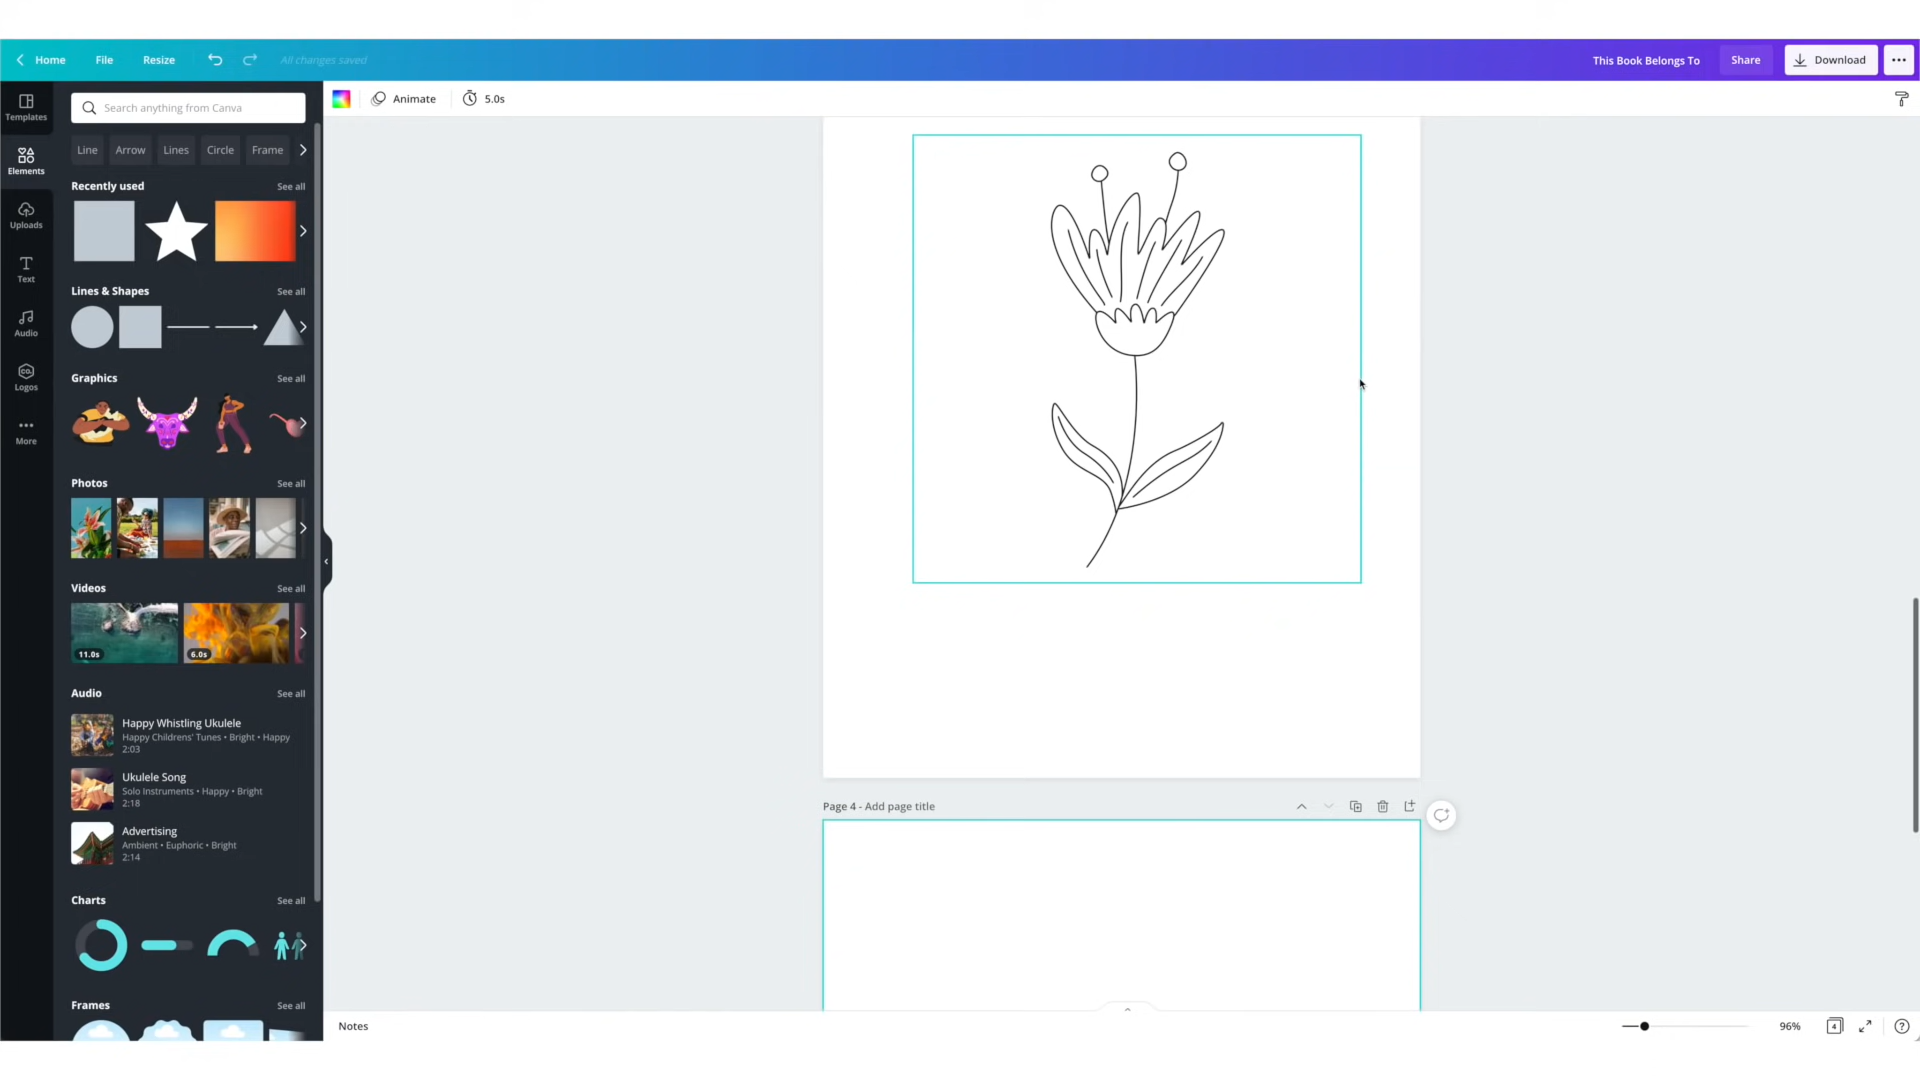 Home
File
Resize
All changes saved
This Book Belongs To
Share
Download
Templates
Elements
Uploads
Text
Audio
CO.
Logos
More
Search anything from Canva
Line
Arrow
Lines
Circle
Frame
Recently used
See all
Lines & Shapes
See all
Graphics
See all
Photos
See all
Videos
See all
11.0s
6.0s
Audio
See all
Happy Whistling Ukulele
Happy Childrens' Tunes • Bright • Happy
2:03
Ukulele Song
Solo Instruments • Happy • Bright
2:18
Advertising
Ambient • Euphoric • Bright
2:14
Charts
See all
Frames
See all
Animate
5.0s
Page 4 - Add page title
Notes
96%
4
?